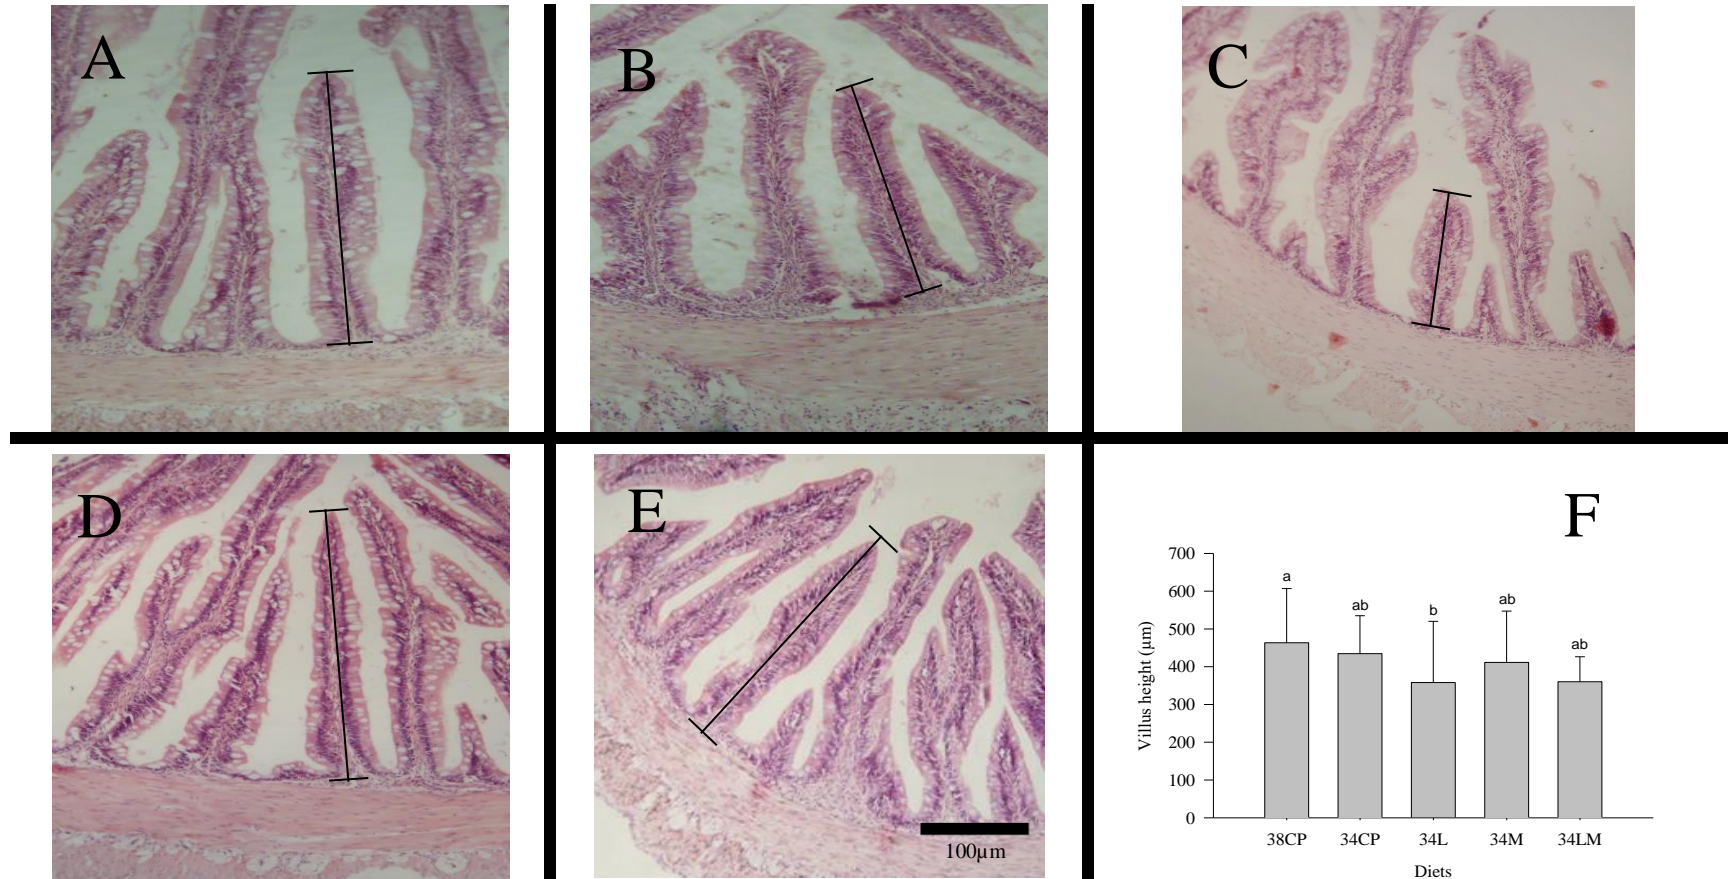 A
B
C
D
E
100µm
F
700
600
500
400
300
200
100
0
Villus height (µm)
a
ab
b
ab
ab
38CP
34CP
34L
34M
34LM
Diets